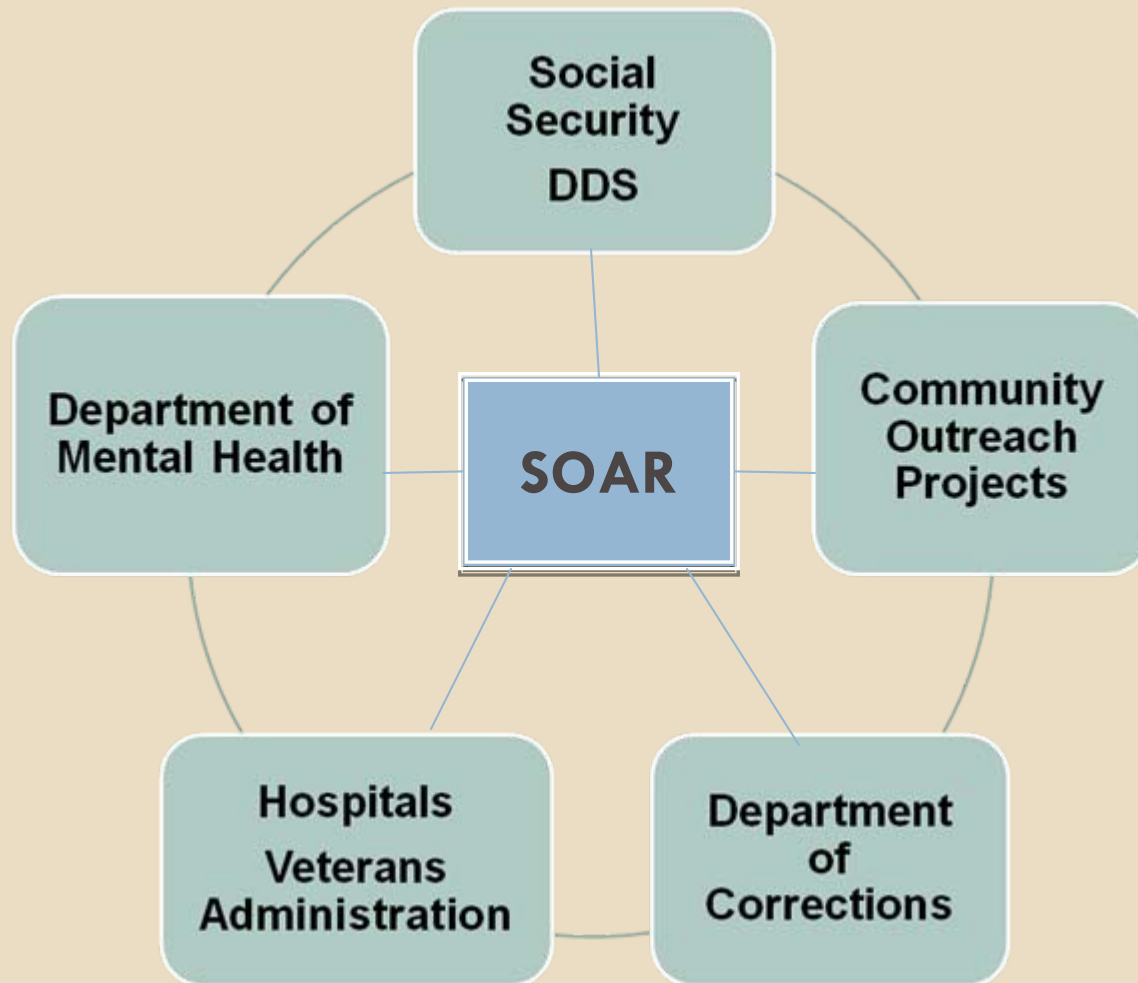 Social
Security
DDS
Department of
Mental Health
SOAR
Community
Outreach
Projects
Hospitals
Veterans
Administration
Department
of
Corrections